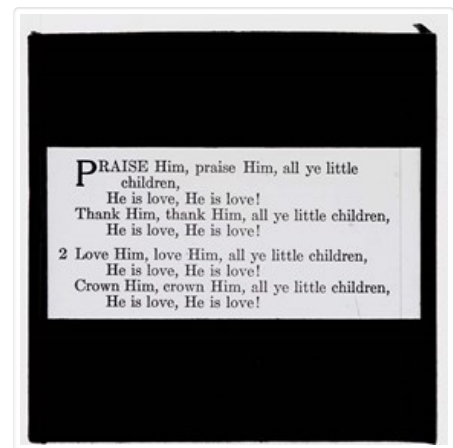 PRAISE Him, praise Him, all ye little
children,
He is love, He is love!
Thank Him, thank Him, all ye little children,
He is love, He is love!
2 Love Him, love Him, all ye little children,
He is love, He is love!
Crown Him, crown Him, all ye little children,
He is love, He is love!